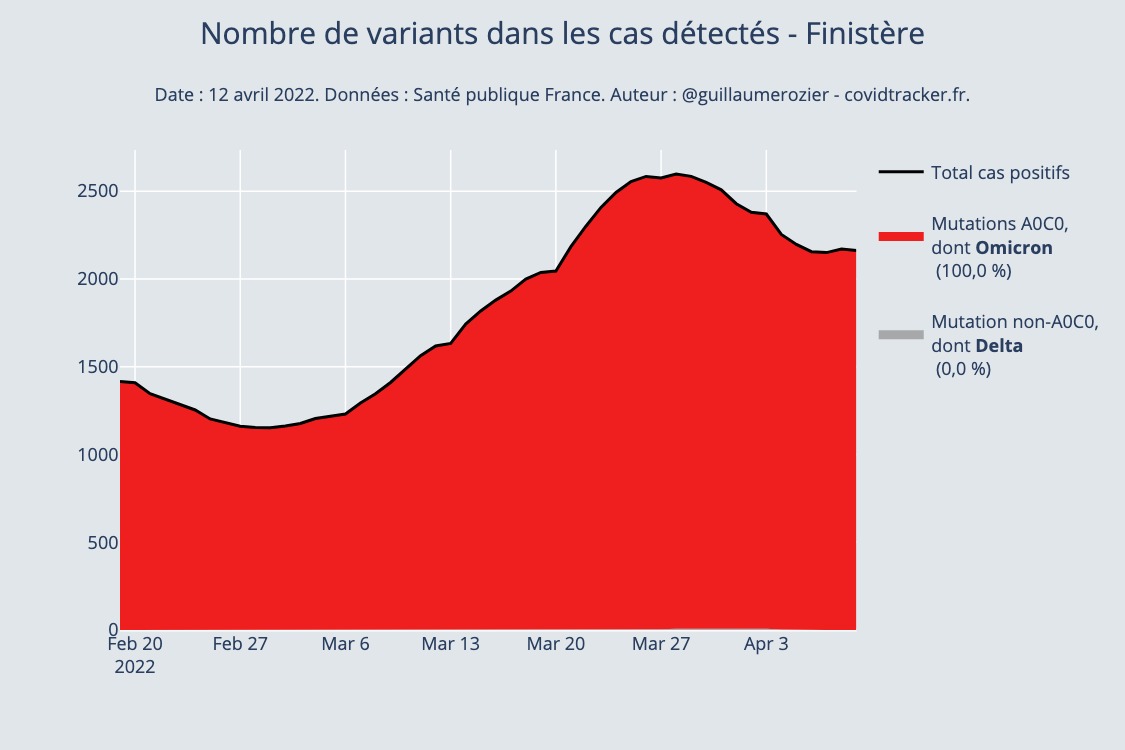 Nombre de variants dans les cas détectés - Finistère
Date : 12 avril 2022. Données : Santé publique France. Auteur : @guillaumerozier - covidtracker.fr.
Total cas positifs
Mutations A0C0,
dont Omicron
(100,0 %)
Mutation non-A0C0,
dont Delta
(0,0 %)
2500
2000
1500
1000
500
0
Feb 20 Feb 27 Mar 6 Mar 13 Mar 20 Mar 27 Apr 3
2022